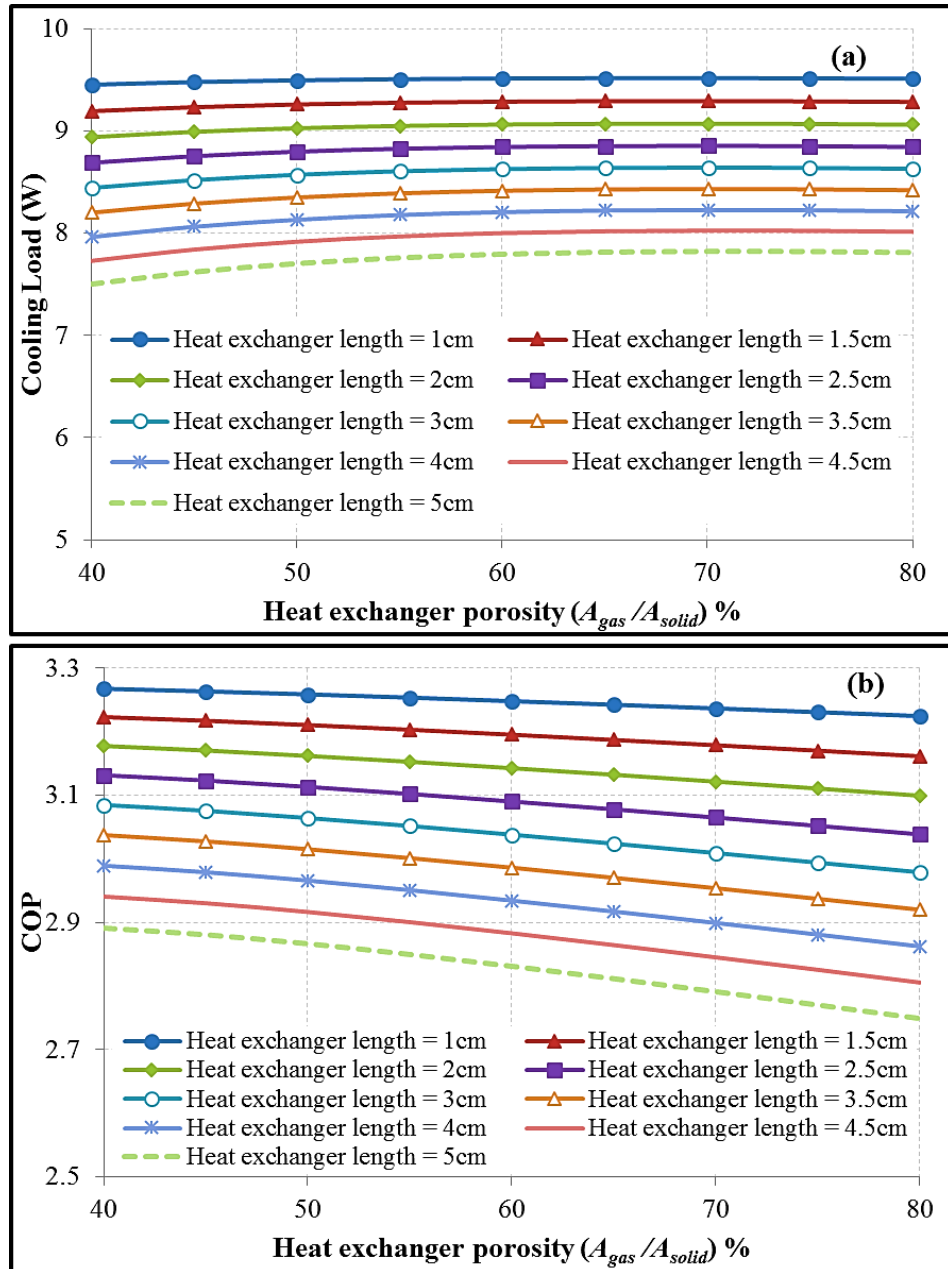 (a)
Cooling Load (W)
10
9
8
7
6
5
Heat exchanger length = 1cm
Heat exchanger length = 1.5cm
Heat exchanger length = 2cm
Heat exchanger length = 2.5cm
Heat exchanger length = 3cm
Heat exchanger length = 3.5cm
Heat exchanger length = 4cm
Heat exchanger length = 4.5cm
Heat exchanger length = 5cm
40 50 60 70 80
Heat exchanger porosity (A_gas /A_solid) %
(b)
COP
3.3
3.1
2.9
2.7
2.5
Heat exchanger length = 1cm
Heat exchanger length = 1.5cm
Heat exchanger length = 2cm
Heat exchanger length = 2.5cm
Heat exchanger length = 3cm
Heat exchanger length = 3.5cm
Heat exchanger length = 4cm
Heat exchanger length = 4.5cm
Heat exchanger length = 5cm
40 50 60 70 80
Heat exchanger porosity (A_gas /A_solid) %